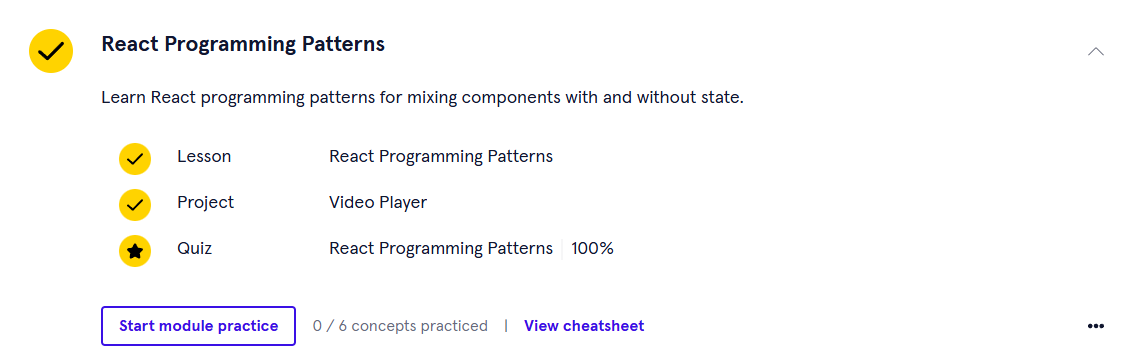 React Programming Patterns
Learn React programming patterns for mixing components with and without state.
Lesson React Programming Patterns
Project Video Player
Quiz React Programming Patterns 100%
Start module practice 0 / 6 concepts practiced | View cheatsheet